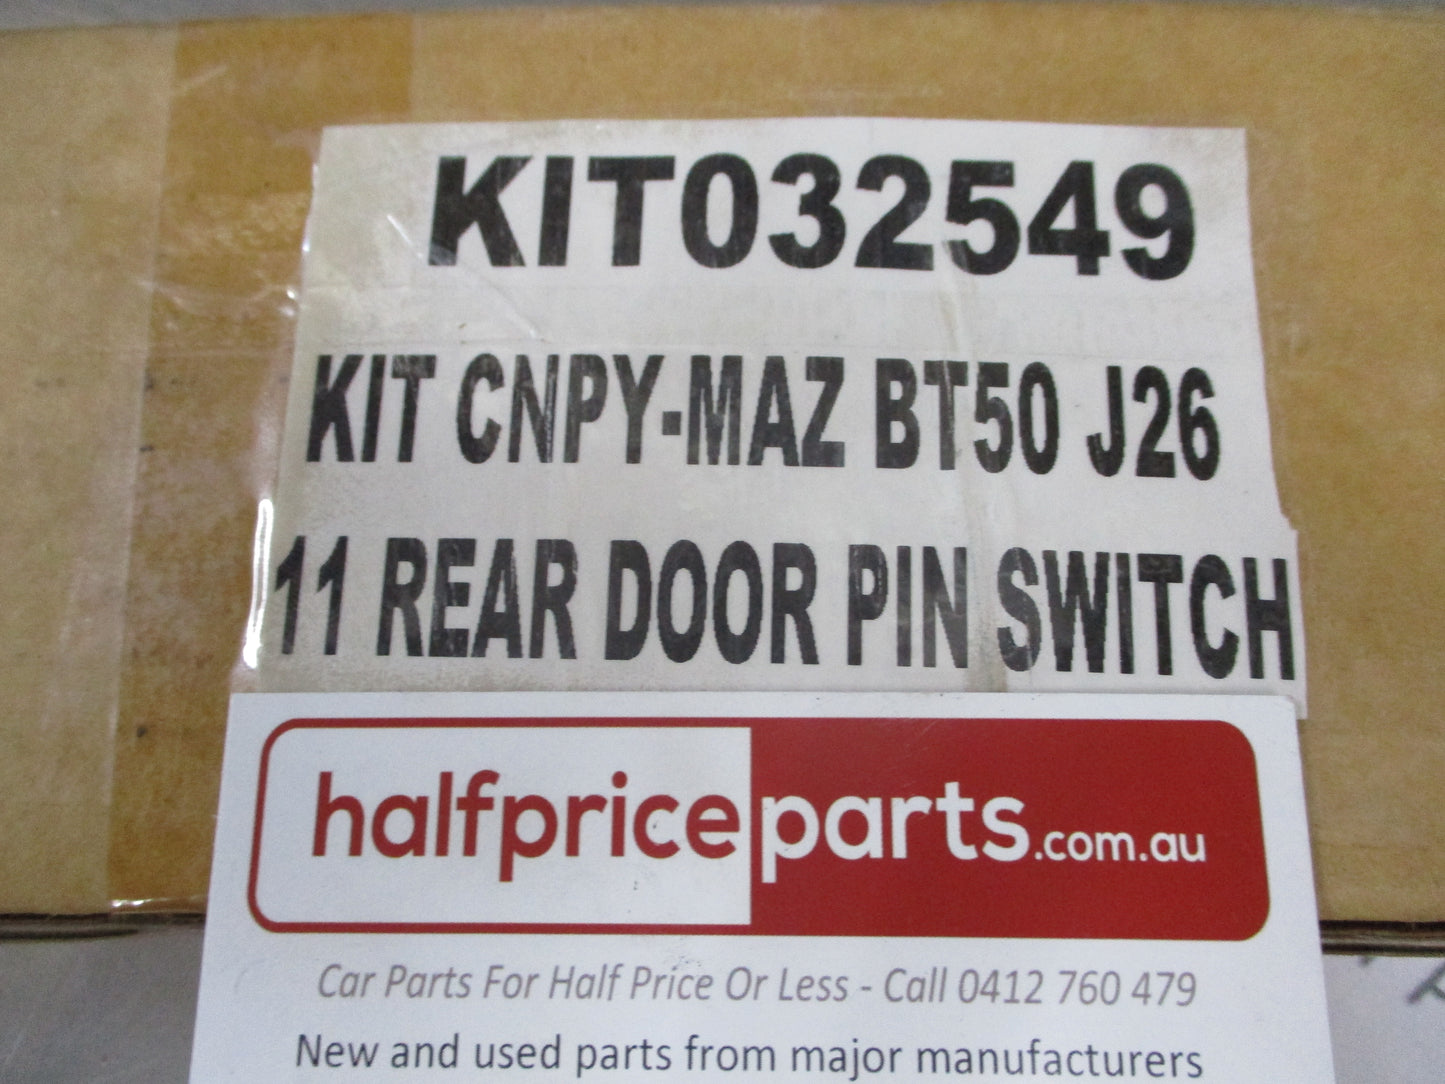 KIT032549
KIT CNPY-MAZ BT50 J26
11 REAR DOOR PIN SWITCH
halfpriceparts.com.au
Car Parts For Half Price Or Less - Call 0412 760 479
New and used parts from major manufacturers